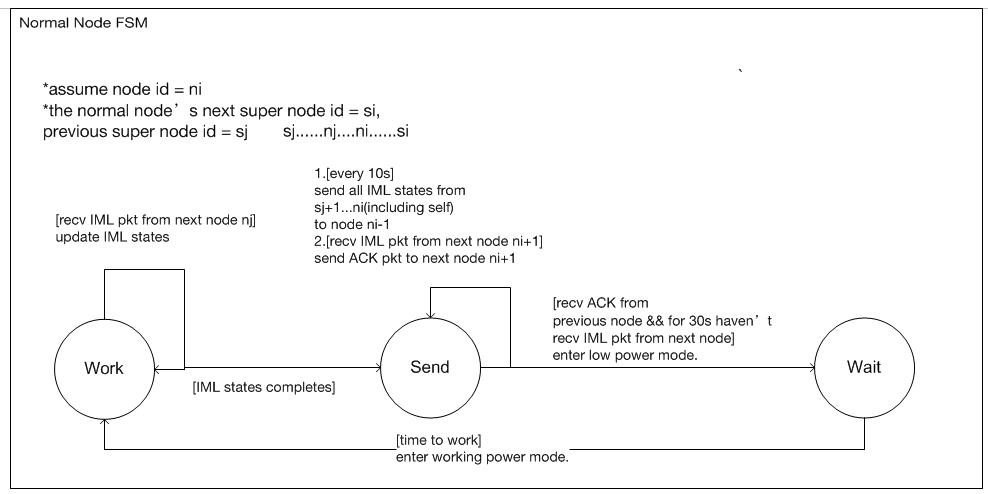 Normal Node FSM
`
*assume node id = ni
*the normal node’s next super node id = si,
previous super node id = sj sj......nj....ni......si
1.[every 10s]
send all IML states from
sj+1...ni(including self)
to node ni-1
2.[recv IML pkt from next node ni+1]
send ACK pkt to next node ni+1
[recv IML pkt from next node nj]
update IML states
[recv ACK from
previous node && for 30s haven’t
recv IML pkt from next node]
enter low power mode.
Work
Send
Wait
[IML states completes]
[time to work]
enter working power mode.